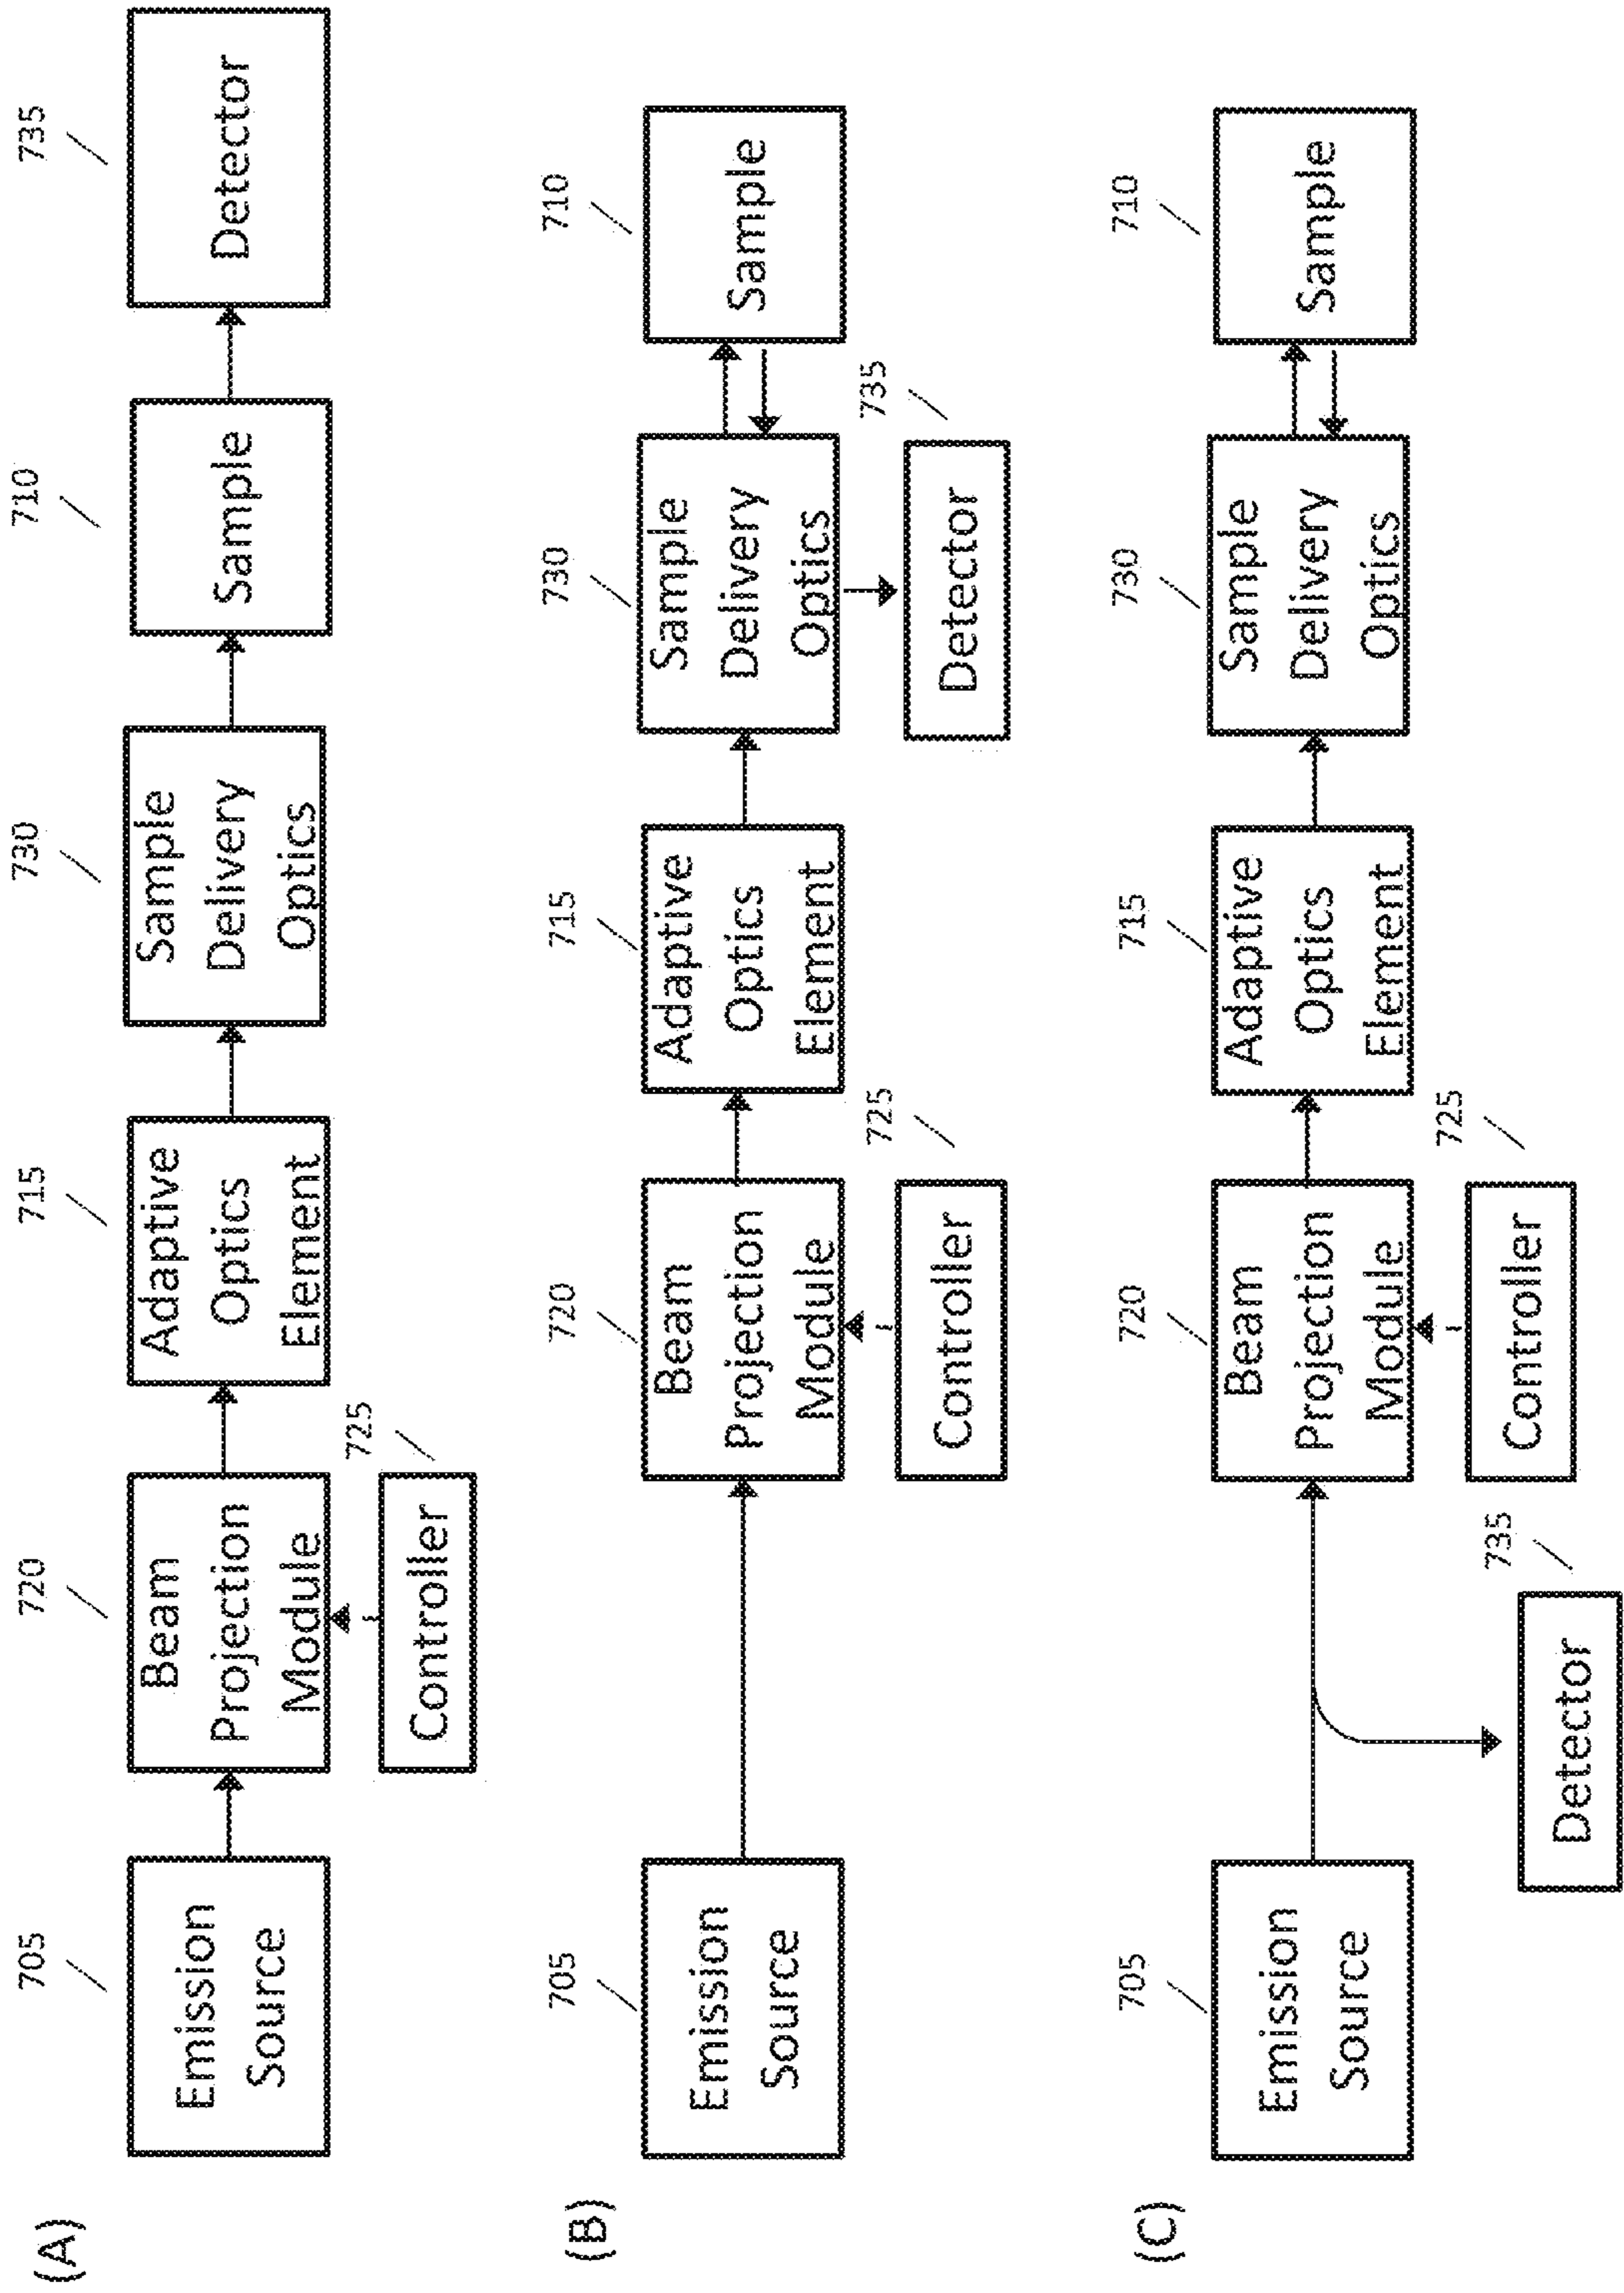 (A)
705
Emission
Source
720
Beam
Projection
Module
725
Controller
715
Adaptive
Optics
Element
730
Sample
Delivery
Optics
710
Sample
735
Detector
(B)
705
Emission
Source
720
Beam
Projection
Module
725
Controller
715
Adaptive
Optics
Element
730
Sample
Delivery
Optics
735
Detector
710
Sample
(C)
705
Emission
Source
735
Detector
720
Beam
Projection
Module
725
Controller
715
Adaptive
Optics
Element
730
Sample
Delivery
Optics
710
Sample